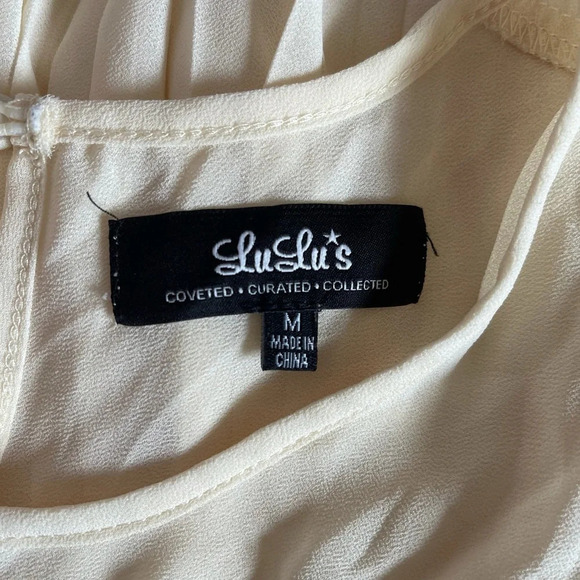 LuLu*s
COVETED • CURATED • COLLECTED
M
MADE IN
CHINA